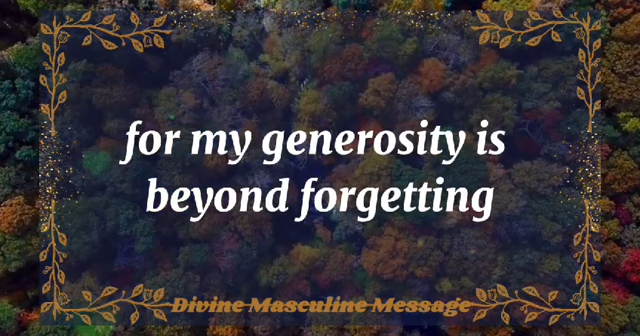 for my generosity is
beyond forgetting
Divine Masculine Message